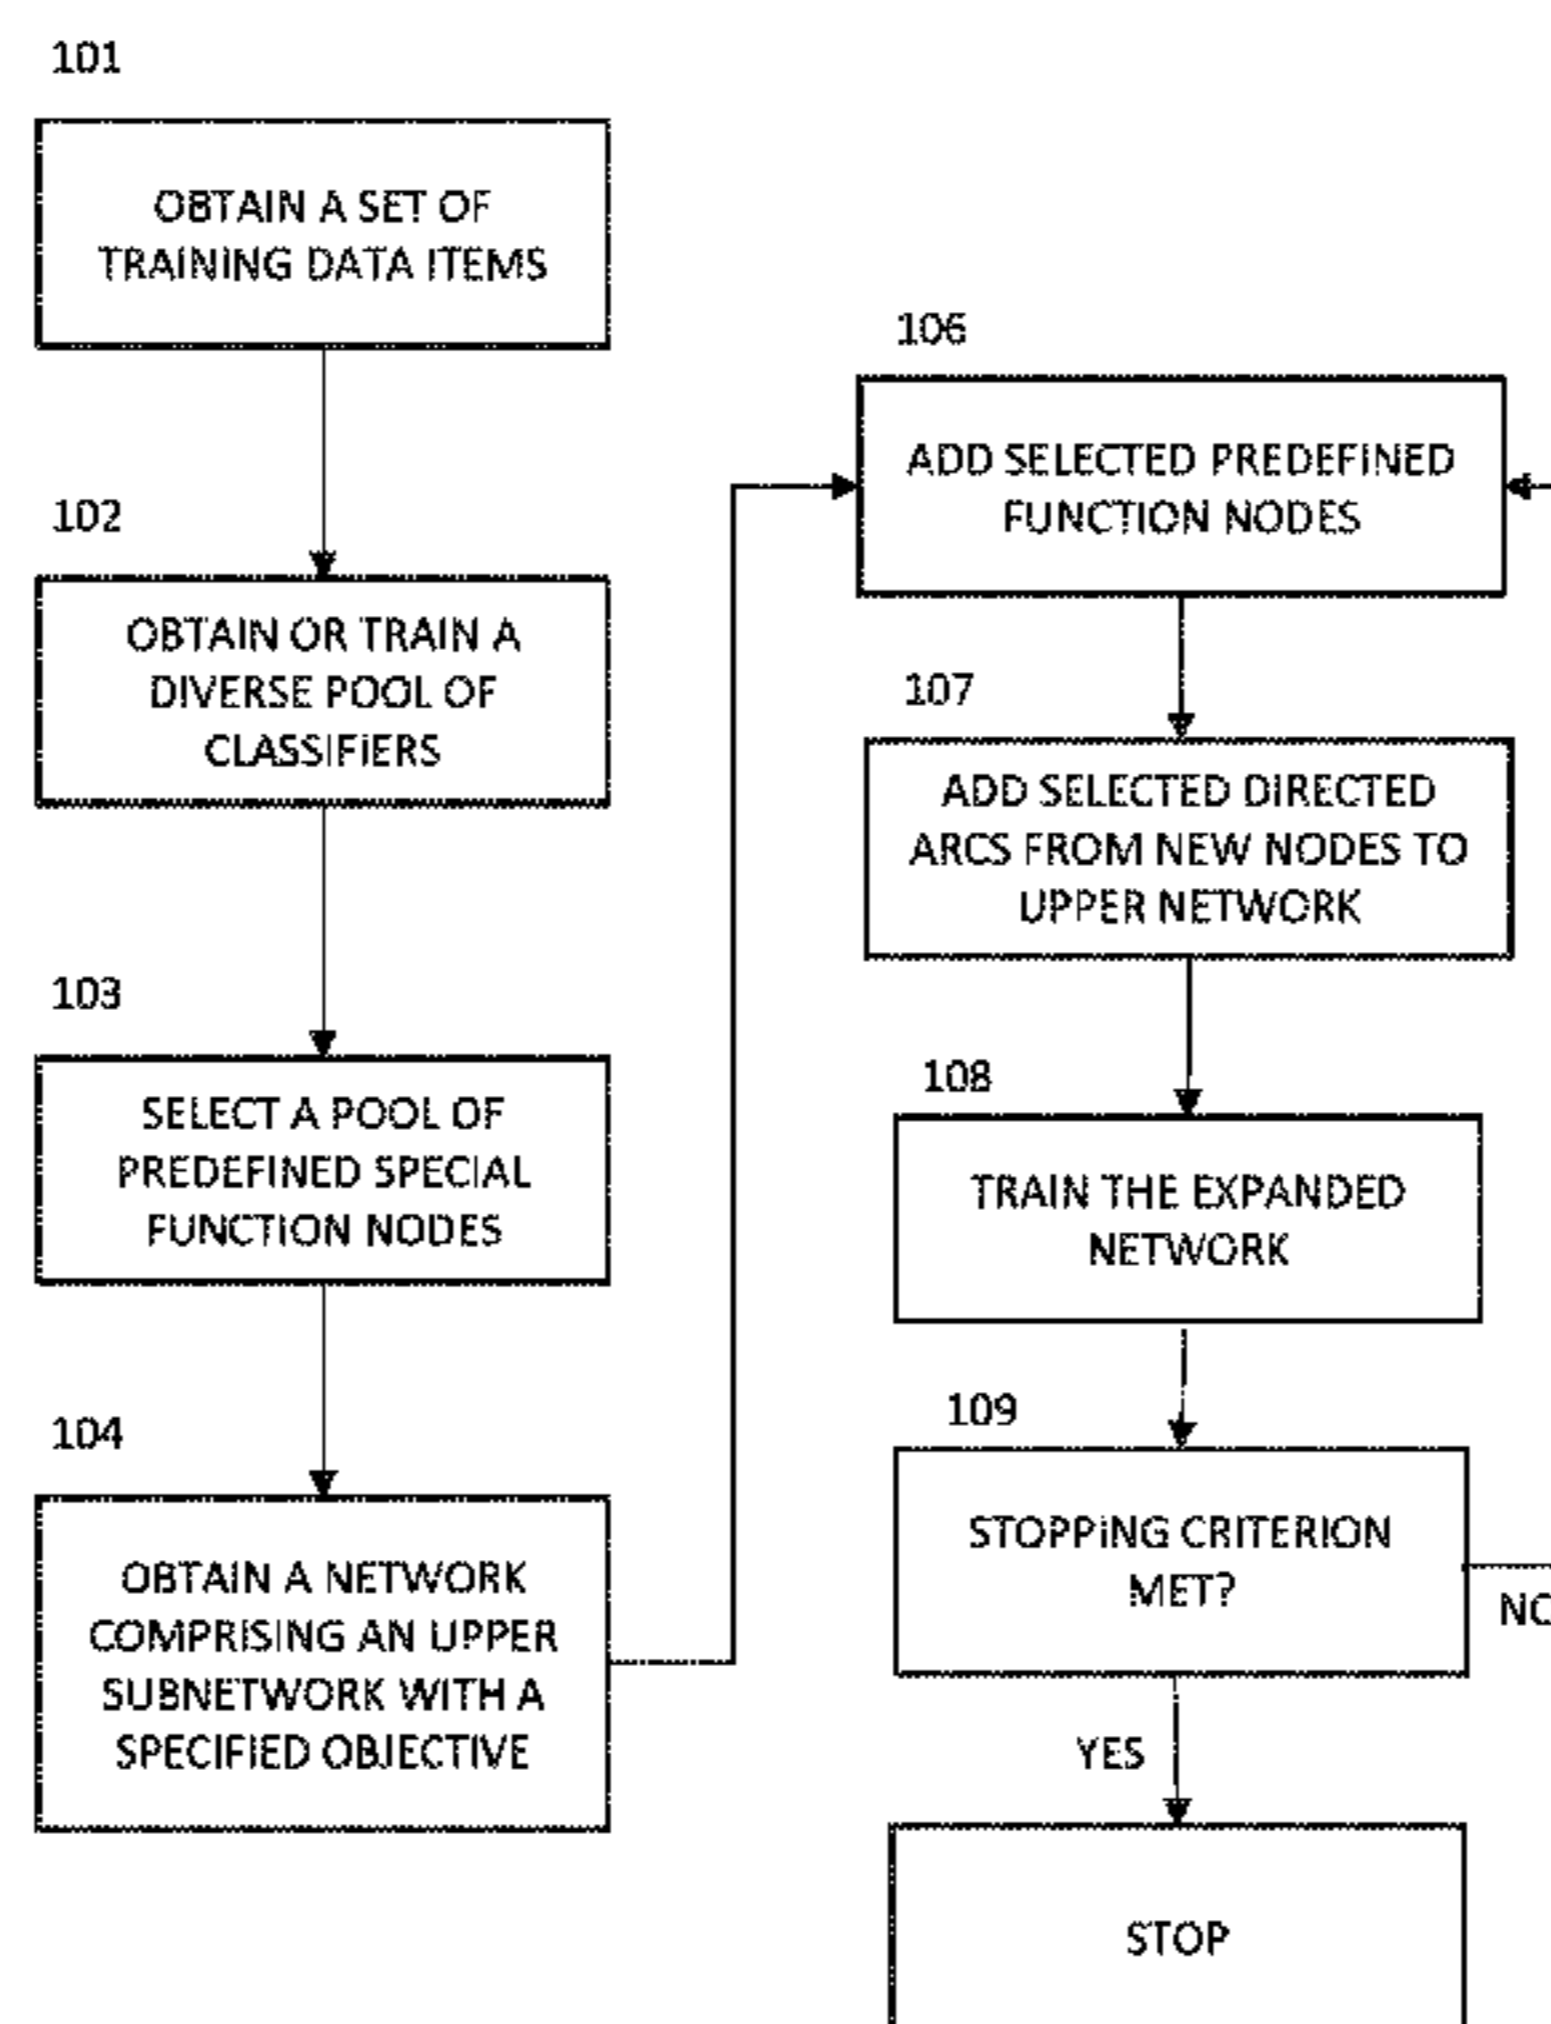 101
OBTAIN A SET OF
TRAINING DATA ITEMS
102
OBTAIN OR TRAIN A
DIVERSE POOL OF
CLASSIFIERS
103
SELECT A POOL OF
PREDEFINED SPECIAL
FUNCTION NODES
104
OBTAIN A NETWORK
COMPRISING AN UPPER
SUBNETWORK WITH A
SPECIFIED OBJECTIVE
106
ADD SELECTED PREDEFINED
FUNCTION NODES
107
ADD SELECTED DIRECTED
ARCS FROM NEW NODES TO
UPPER NETWORK
108
TRAIN THE EXPANDED
NETWORK
109
STOPPING CRITERION
MET?
NO
YES
STOP